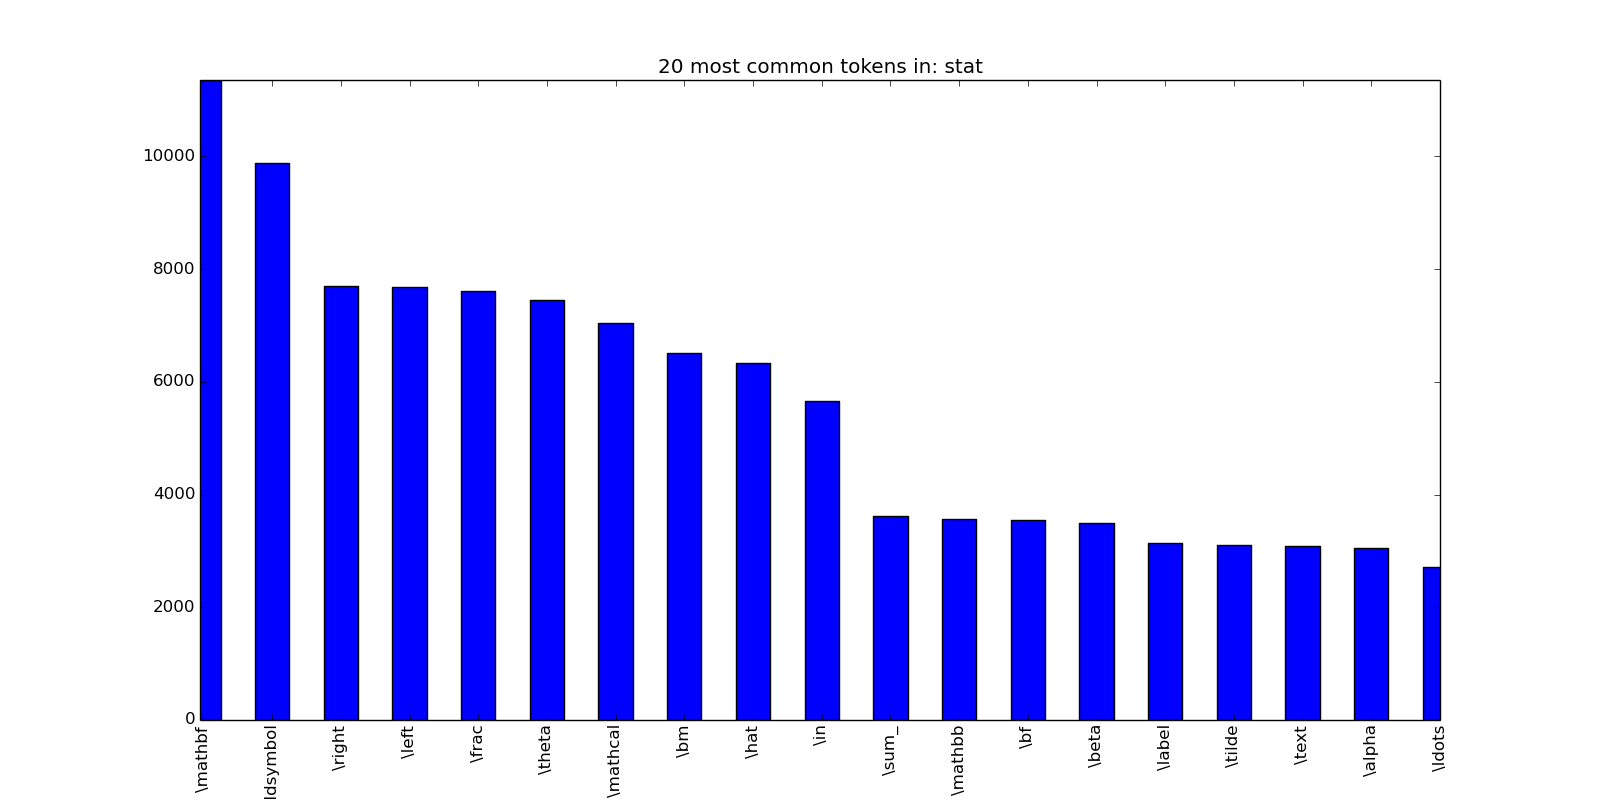 20 most common tokens in: stat
10000
8000
6000
4000
2000
0
\mathbf
ldsymbol
\right
\left
\frac
\theta
\mathcal
\bm
\hat
\in
\sum_
\mathbb
\bf
\beta
\label
\tilde
\text
\alpha
\ldots